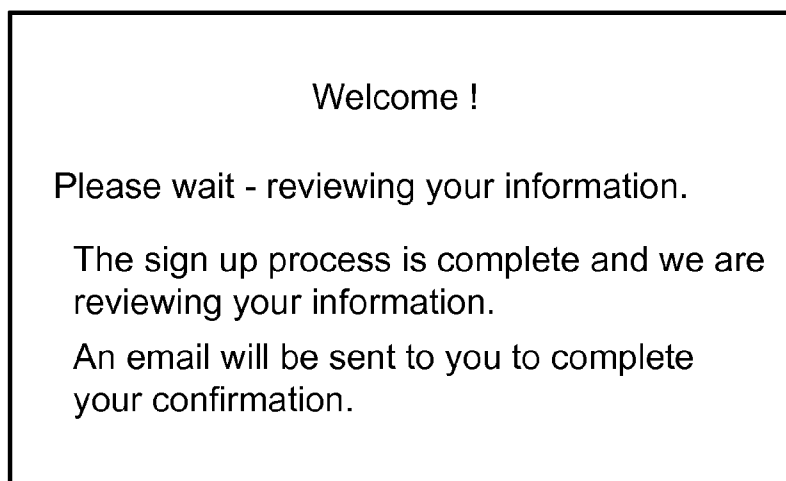 Welcome !
Please wait - reviewing your information.
The sign up process is complete and we are
reviewing your information.
An email will be sent to you to complete
your confirmation.